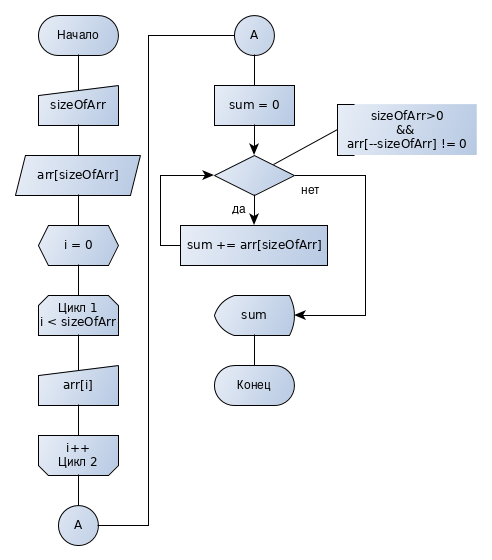 Начало
sizeOfArr
arr[sizeOfArr]
i = 0
Цикл 1
i < sizeOfArr
arr[i]
i++
Цикл 2
A
A
sum = 0
sizeOfArr>0
&&
arr[--sizeOfArr] != 0
нет
да
sum += arr[sizeOfArr]
sum
Конец